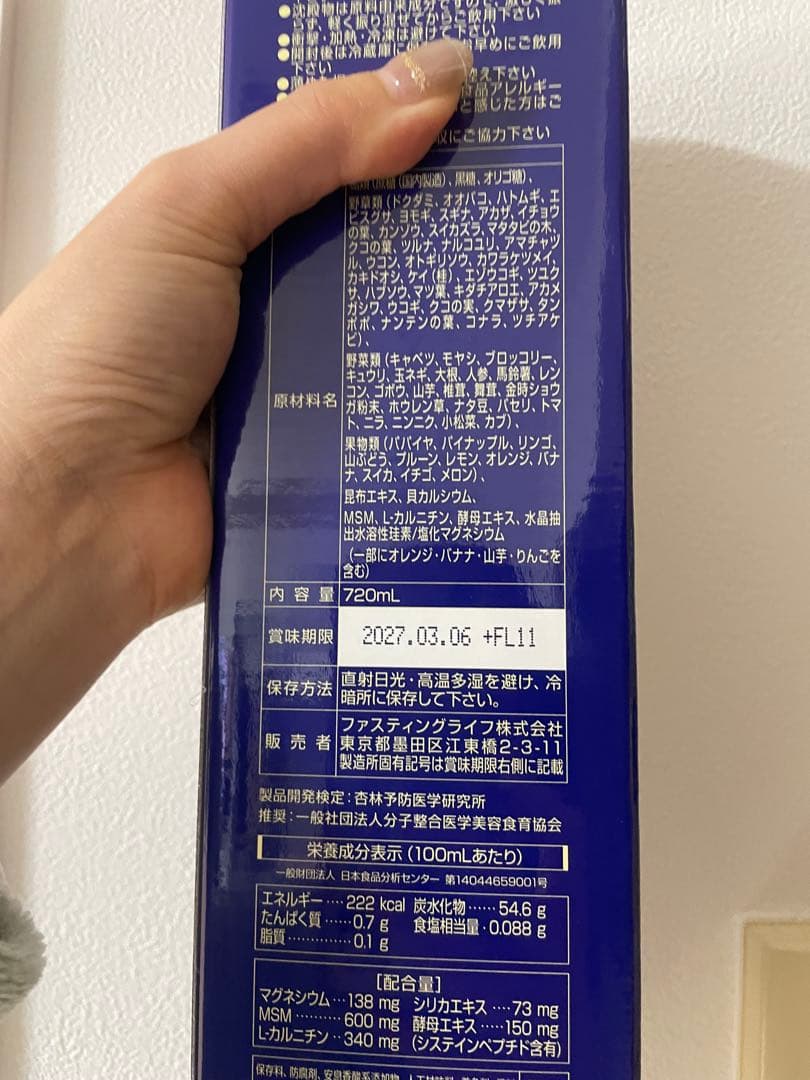 ●沈殿物は原料由来成分ですので、激しく振
らず、軽く振り混ぜてからご飲用下さい
●衝撃・加熱・冷凍は避けて下さい
●開封後は冷蔵庫に
お早めにご飲用
下さい
控え下さい
食品アレルギー
と感じた方はご
にご協力下さい
糖類(蔗糖(国内製造)、黒糖、オリゴ糖)、
野草類(ドクダミ、オオバコ、ハトムギ、エ
ビスグサ、ヨモギ、スギナ、アカザ、イチョウ
の葉、カンゾウ、スイカズラ、マタタビの木、
クコの葉、ツルナ、ナルコユリ、アマチャヅ
ル、ウコン、オトギリソウ、カワラケツメイ、
カキドオシ、ケイ(桂)、エゾウコギ、ツユク
サ、ハブソウ、マツ葉、キダチアロエ、アカメ
ガシワ、ウコギ、クコの実、クマザサ、タン
ポポ、ナンテンの葉、コナラ、ツチアケ
ビ)、
野菜類(キャベツ、モヤシ、ブロッコリー、
キュウリ、玉ネギ、大根、人参、馬鈴薯、レン
コン、ゴボウ、山芋、椎茸、舞茸、金時ショウ
ガ粉末、ホウレン草、ナタ豆、パセリ、トマ
ト、ニラ、ニンニク、小松菜、カブ)、
果物類(パパイヤ、パイナップル、リンゴ、
山ぶどう、プルーン、レモン、オレンジ、バナ
ナ、スイカ、イチゴ、メロン)、
昆布エキス、貝カルシウム、
MSM、L-カルニチン、酵母エキス、水晶抽
出水溶性珪素/塩化マグネシウム
(一部にオレンジ・バナナ・山芋・りんごを
含む)
原材料名
内容量 720mL
賞味期限 2027.03.06 +FL11
保存方法 直射日光・高温多湿を避け、冷
暗所に保存して下さい。
販売者 ファスティングライフ株式会社
東京都墨田区江東橋2-3-11
製造所固有記号は賞味期限右側に記載
製品開発検定：杏林予防医学研究所
推奨：一般社団法人分子整合医学美容食育協会
栄養成分表示(100mLあたり)
一般財団法人 日本食品分析センター 第14044659001号
エネルギー‥‥222 kcal 炭水化物‥‥‥54.6 g
たんぱく質‥‥‥0.7 g 食塩相当量・0.088 g
脂質‥‥‥‥‥‥0.1 g
[配合量]
マグネシウム‥‥138 mg シリカエキス‥‥73 mg
MSM‥‥‥‥‥600 mg 酵母エキス‥‥‥150 mg
L-カルニチン‥340 mg (システインペプチド含有)
保存料、防腐剤、安息香酸系添加物、人工甘味料、